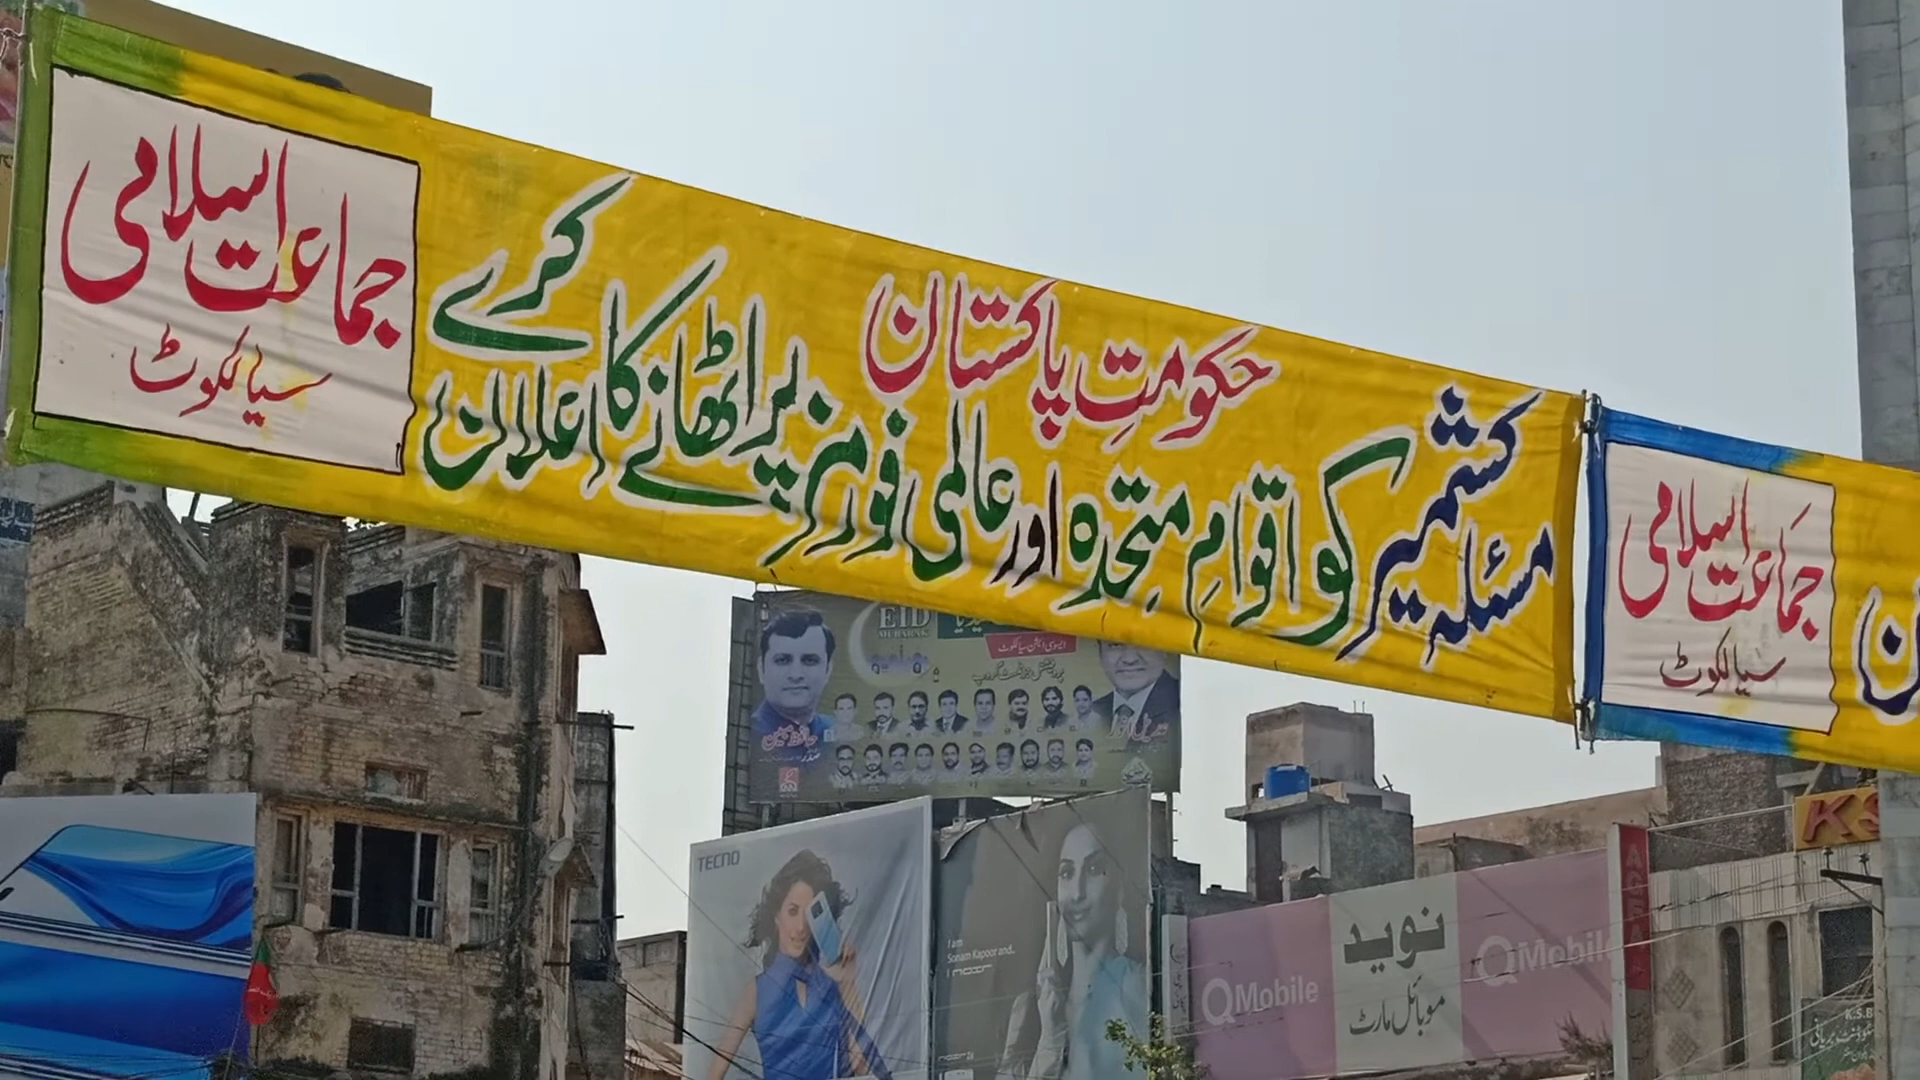 حکومتِ پاکستان
مسئلہ کشمیر کو اقوامِ متحدہ اور عالمی فورمز پر اٹھانے کا اعلان کرے
جماعت اسلامی
سیالکوٹ
جماعت اسلامی
سیالکوٹ
EID
MUBARAK
TECNO
I am
Sonam Kapoor and..
QMobile
نوید
موبائل مارٹ
QMobile
K.S.B